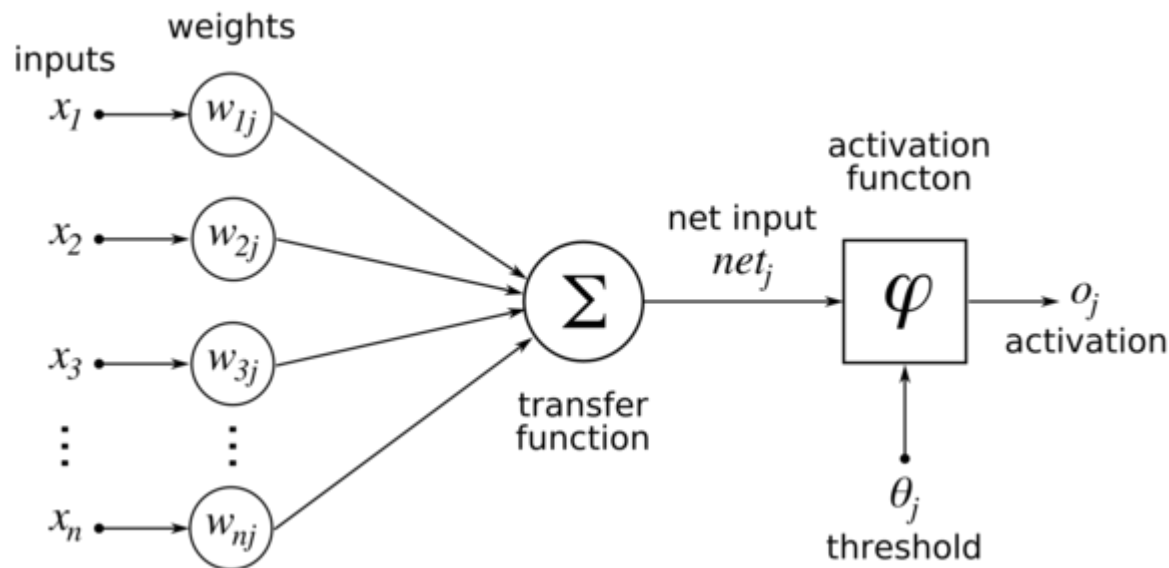 weights
inputs
x₁
w₁ⱼ
x₂
w₂ⱼ
x₃
w₃ⱼ
⋮ ⋮
xₙ
wₙⱼ
Σ
transfer
function
net input
netⱼ
activation
functon
φ
oⱼ
activation
θⱼ
threshold